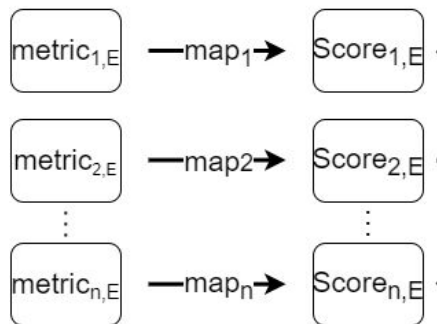 metric1,E map1 Score1,E
metric2,E map2 Score2,E
metricn,E mapn Scoren,E